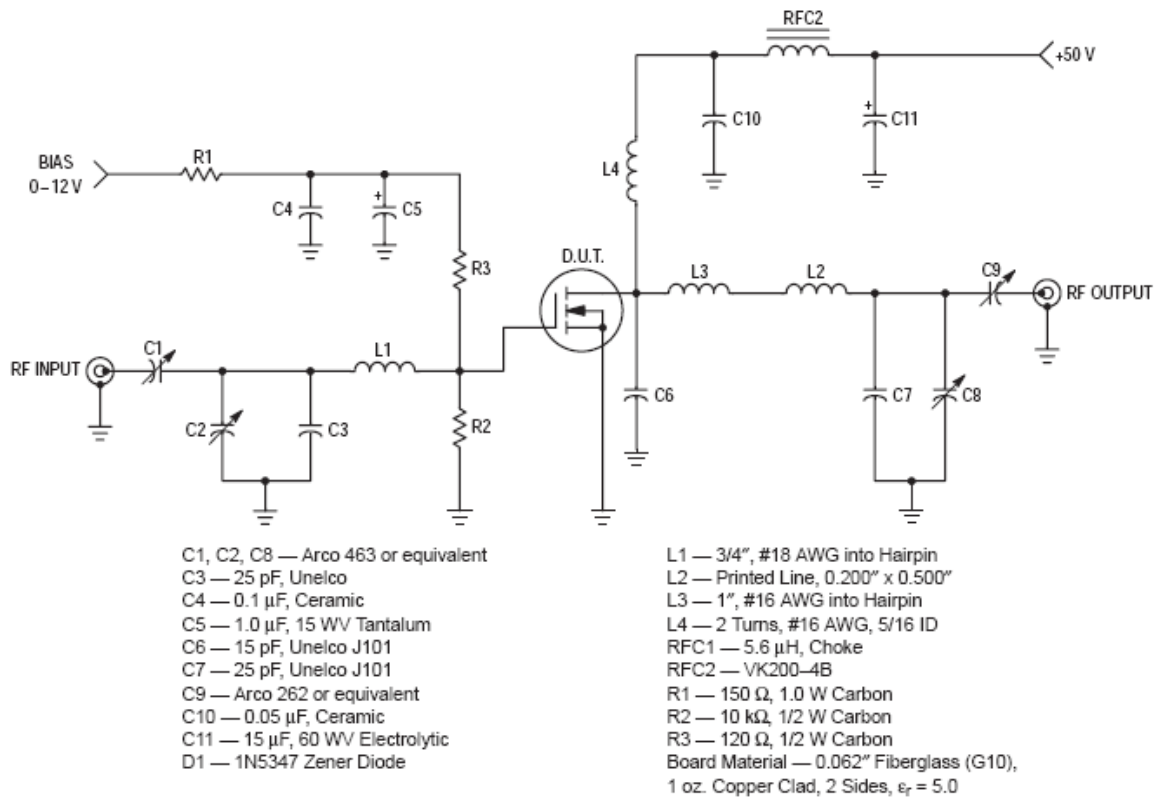 RFC2
+50 V
C10
C11
L4
BIAS
0–12 V
R1
+
C4
+
C5
R3
D.U.T.
L3
L2
C9
RF OUTPUT
C1
L1
RF INPUT
C2
C3
R2
C6
C7
C8
C1, C2, C8 — Arco 463 or equivalent
C3 — 25 pF, Unelco
C4 — 0.1 µF, Ceramic
C5 — 1.0 µF, 15 WV Tantalum
C6 — 15 pF, Unelco J101
C7 — 25 pF, Unelco J101
C9 — Arco 262 or equivalent
C10 — 0.05 µF, Ceramic
C11 — 15 µF, 60 WV Electrolytic
D1 — 1N5347 Zener Diode
L1 — 3/4″, #18 AWG into Hairpin
L2 — Printed Line, 0.200″ x 0.500″
L3 — 1″, #16 AWG into Hairpin
L4 — 2 Turns, #16 AWG, 5/16 ID
RFC1 — 5.6 µH, Choke
RFC2 — VK200–4B
R1 — 150 Ω, 1.0 W Carbon
R2 — 10 kΩ, 1/2 W Carbon
R3 — 120 Ω, 1/2 W Carbon
Board Material — 0.062″ Fiberglass (G10),
1 oz. Copper Clad, 2 Sides, εr = 5.0